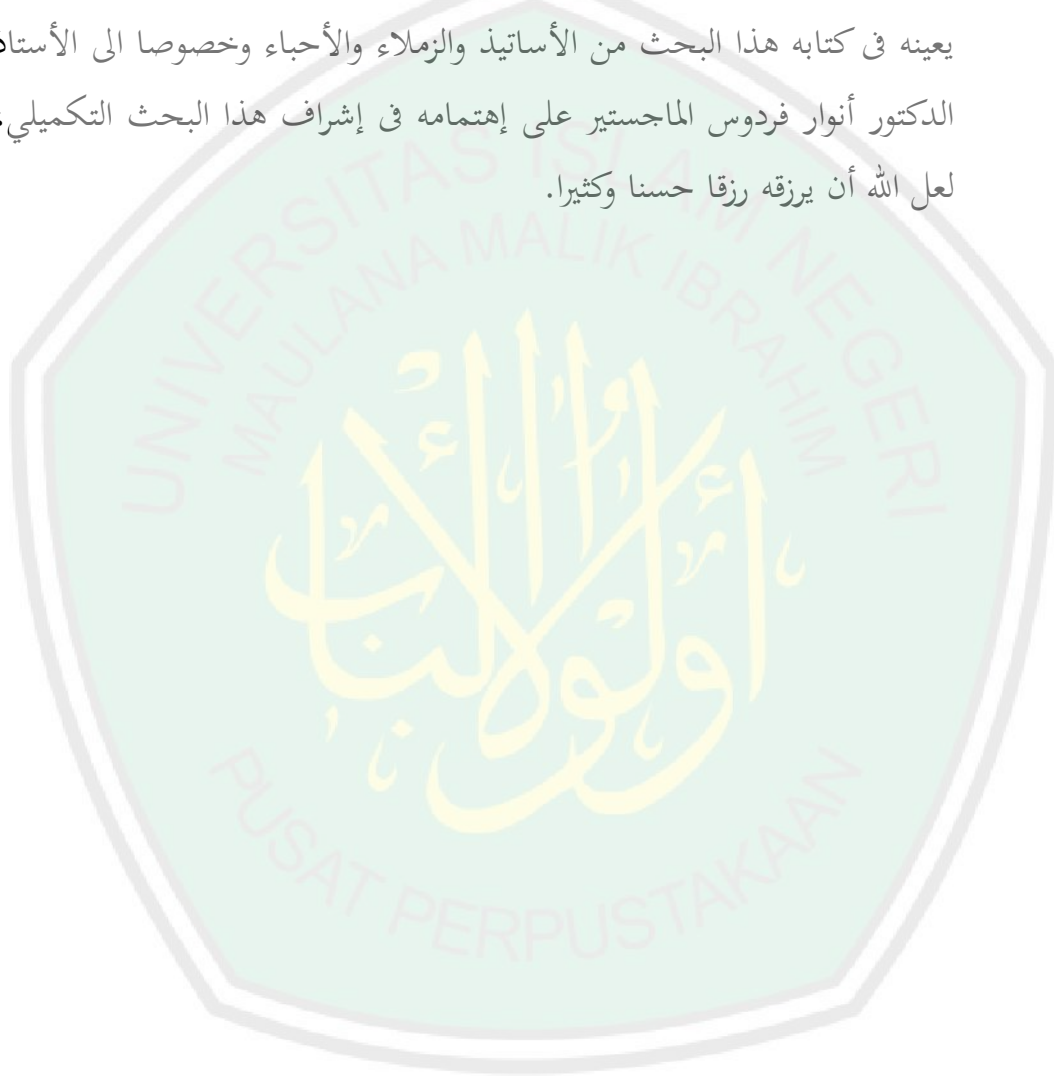 يعينه فى كتابه هذا البحث من الأساتيذ والزملاء والأحباء وخصوصا الى الأستاذ
الدكتور أنوار فردوس الماجستير على إهتمامه فى إشراف هذا البحث التكميلي.
لعل الله أن يرزقه رزقا حسنا وكثيرا.
UNIVERSITAS ISLAM NEGERI
MAULANA MALIK IBRAHIM
أولوا الألباب
PUSAT PERPUSTAKAAN